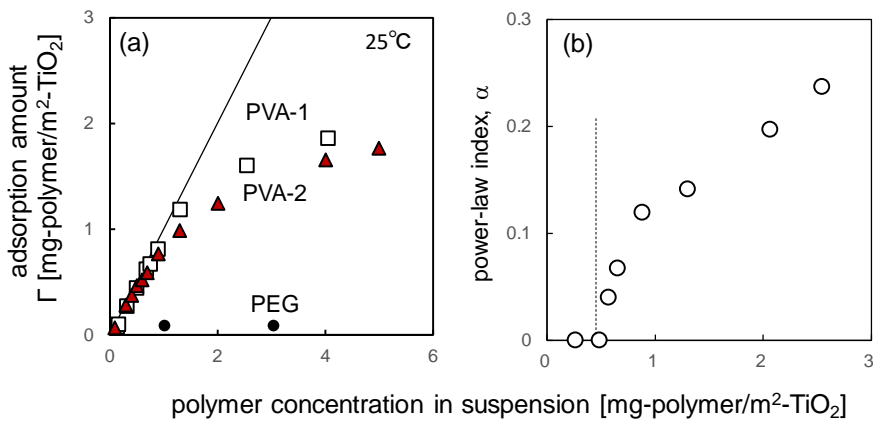 (a)
25°C
PVA-1
PVA-2
PEG
3
2
1
0
0
2
4
6
adsorption amount
Γ [mg-polymer/m²-TiO₂]
(b)
0.3
0.2
0.1
0
0
1
2
3
power-law index, α
polymer concentration in suspension [mg-polymer/m²-TiO₂]